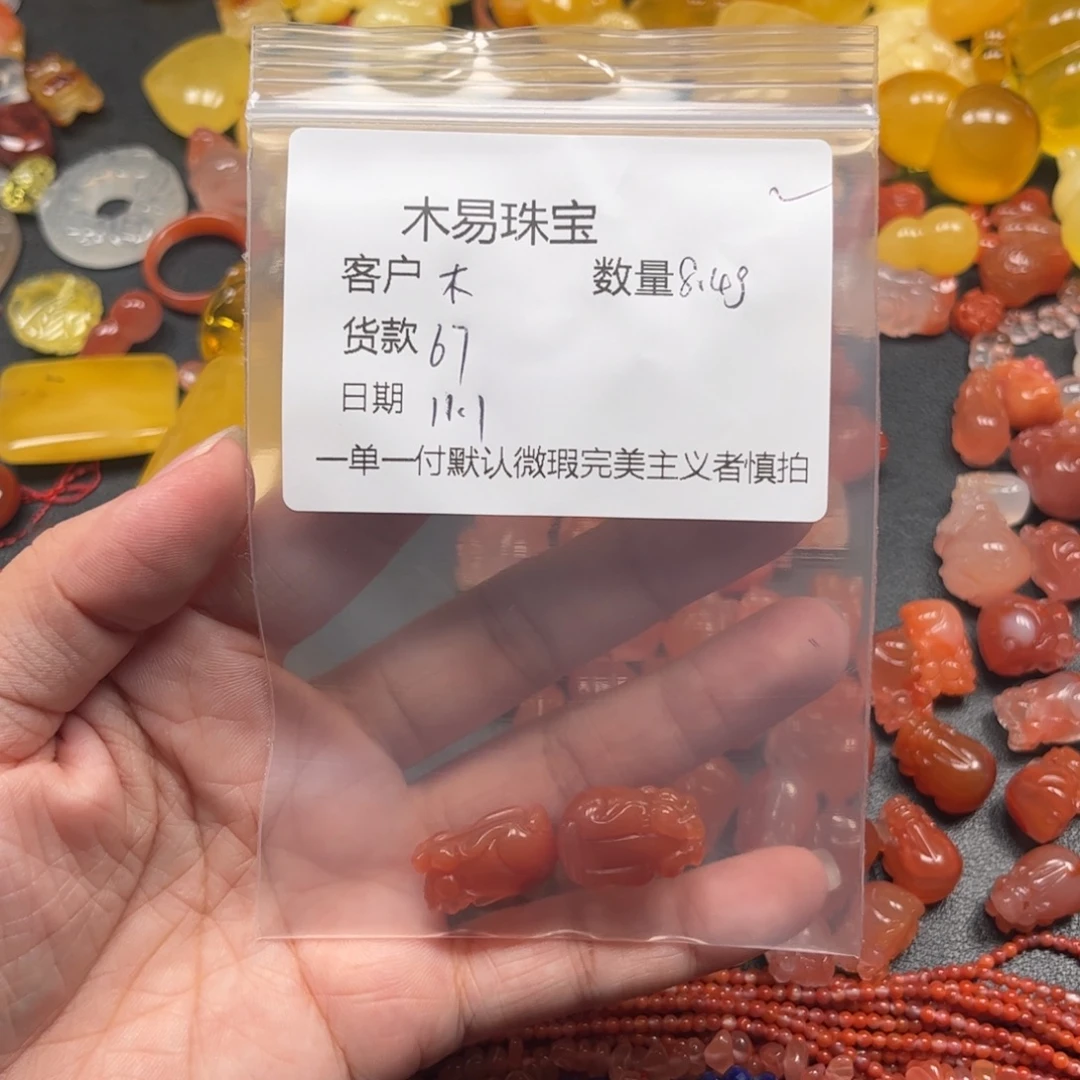 木易珠宝
客户 木 数量8.4g
货款 67
日期 11.1
一单一付默认微瑕完美主义者慎拍